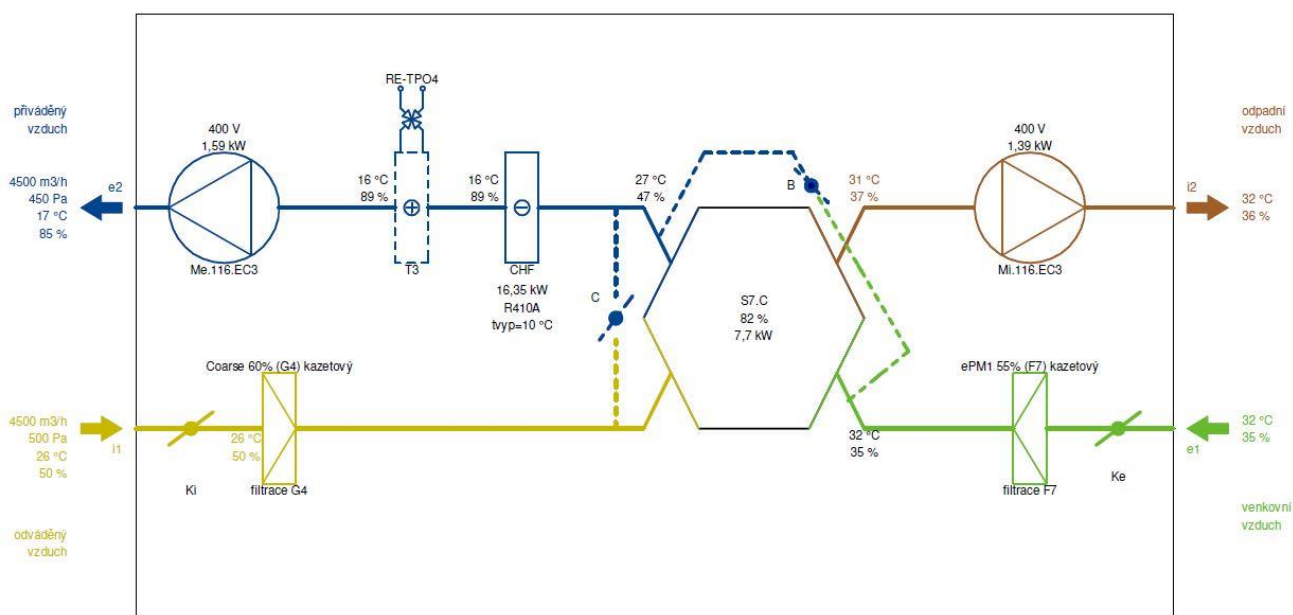 RE-TPO4
přiváděný
vzduch
400 V
1,59 kW
4500 m3/h
450 Pa
17 °C
85 %
e2
16 °C
89 %
16 °C
89 %
27 °C
47 %
B
31 °C
37 %
400 V
1,39 kW
odpadní
vzduch
i2
32 °C
36 %
Me.116.EC3
T3
CHF
16,35 kW
R410A
tvyp=10 °C
C
S7.C
82 %
7,7 kW
Mi.116.EC3
Coarse 60% (G4) kazetový
ePM1 55% (F7) kazetový
4500 m3/h
500 Pa
26 °C
50 %
i1
26 °C
50 %
Ki
filtrace G4
32 °C
35 %
filtrace F7
Ke
32 °C
35 %
e1
odváděný
vzduch
venkovní
vzduch